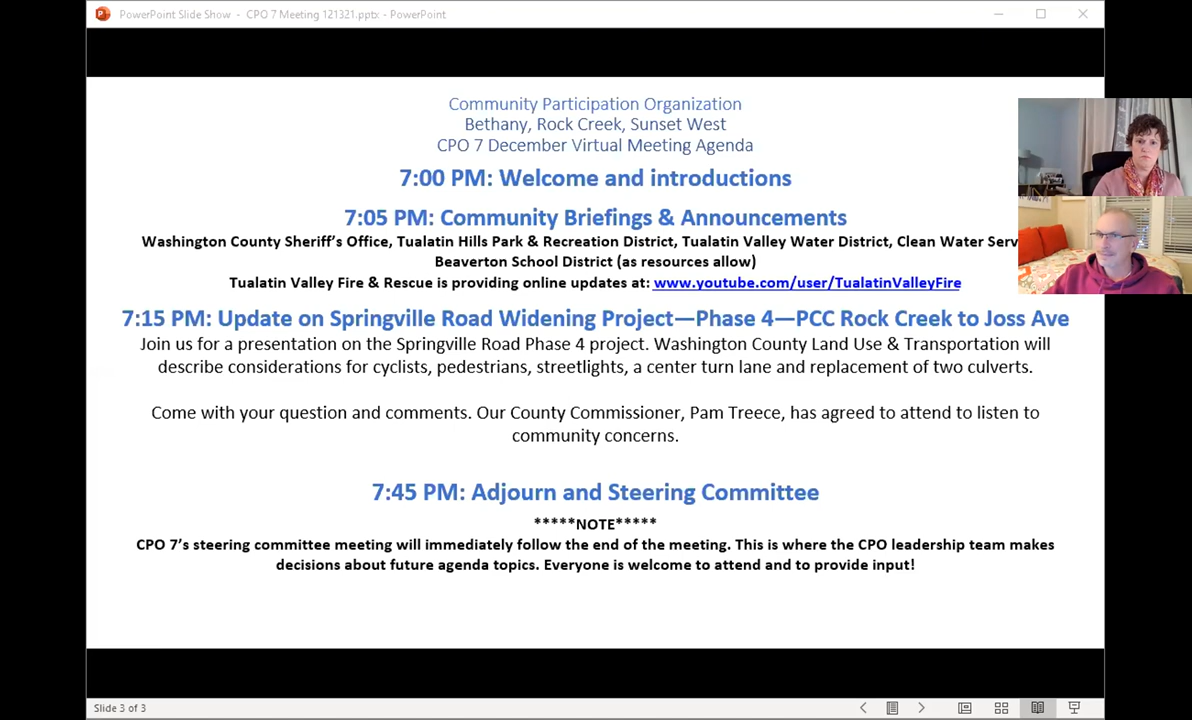 PowerPoint Slide Show - CPO 7 Meeting 121321.ppb: - PowerPoint
Community Participation Organization
Bethany, Rock Creek, Sunset West
CPO 7 December Virtual Meeting Agenda
7:00 PM: Welcome and introductions
7:05 PM: Community Briefings & Announcements
Washington County Sheriff's Office, Tualatin Hills Park & Recreation District, Tualatin Valley Water District, Clean Water Serv
Beaverton School District (as resources allow)
Tualatin Valley Fire & Rescue is providing online updates at: www.youtube.com/user/TualatinValleyFire
7:15 PM: Update on Springville Road Widening Project—Phase 4—PCC Rock Creek to Joss Ave
Join us for a presentation on the Springville Road Phase 4 project. Washington County Land Use & Transportation will
describe considerations for cyclists, pedestrians, streetlights, a center turn lane and replacement of two culverts.
Come with your question and comments. Our County Commissioner, Pam Treece, has agreed to attend to listen to
community concerns.
7:45 PM: Adjourn and Steering Committee
*****NOTE*****
CPO 7's steering committee meeting will immediately follow the end of the meeting. This is where the CPO leadership team makes
decisions about future agenda topics. Everyone is welcome to attend and to provide input!
Slide 3 of 3